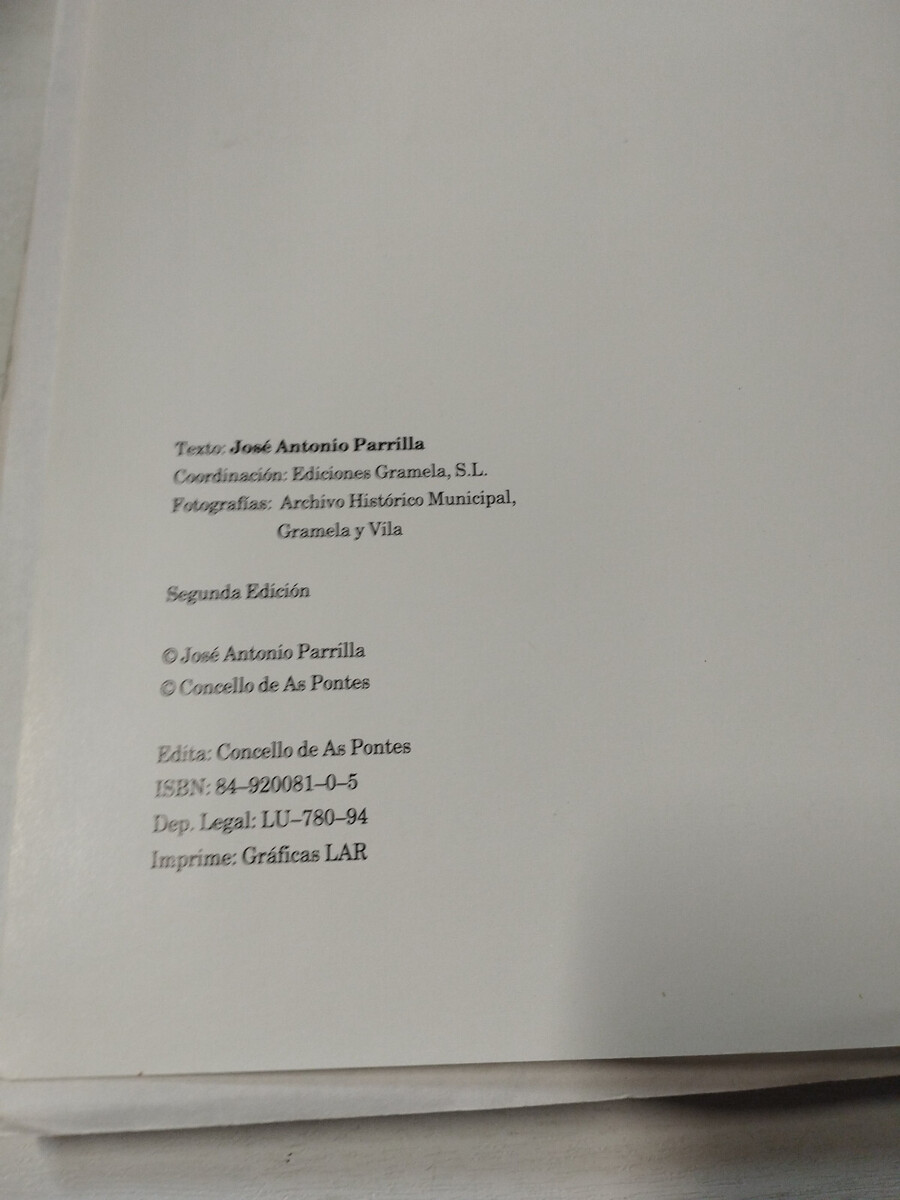 Texto: José Antonio Parrilla
Coordinación: Ediciones Gramela, S.L.
Fotografías: Archivo Histórico Municipal,
Gramela y Vila
Segunda Edición
© José Antonio Parrilla
© Concello de As Pontes
Edita: Concello de As Pontes
ISBN: 84–920081–0–5
Dep. Legal: LU–780–94
Imprime: Gráficas LAR